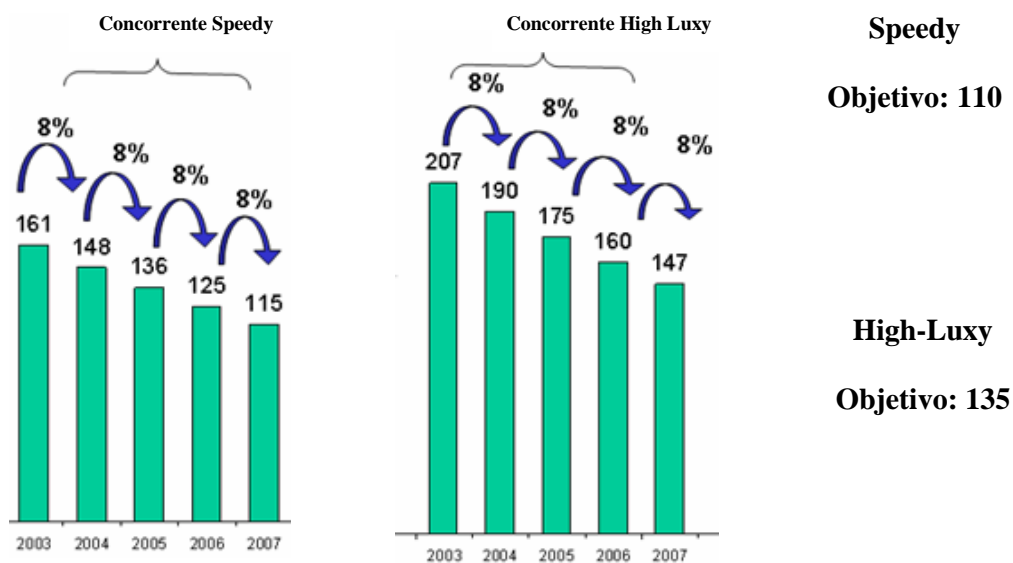 Concorrente Speedy
8%
8%
8%
8%
161
148
136
125
115
2003 2004 2005 2006 2007
Concorrente High Luxy
8%
8%
8%
8%
207
190
175
160
147
2003 2004 2005 2006 2007
Speedy
Objetivo: 110
High-Luxy
Objetivo: 135